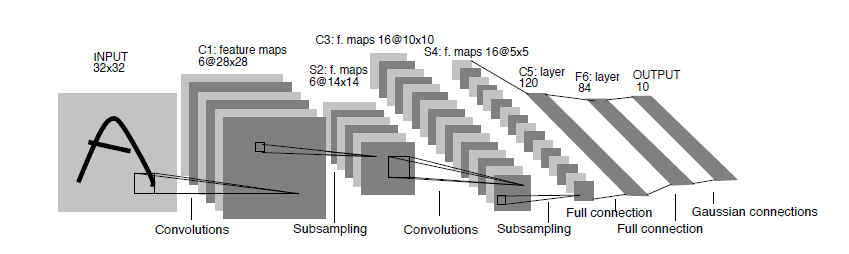 INPUT
32x32
C1: feature maps
6@28x28
S2: f. maps
6@14x14
C3: f. maps 16@10x10
S4: f. maps 16@5x5
C5: layer
120
F6: layer
84
OUTPUT
10
Convolutions
Subsampling
Convolutions
Subsampling
Full connection
Full connection
Gaussian connections